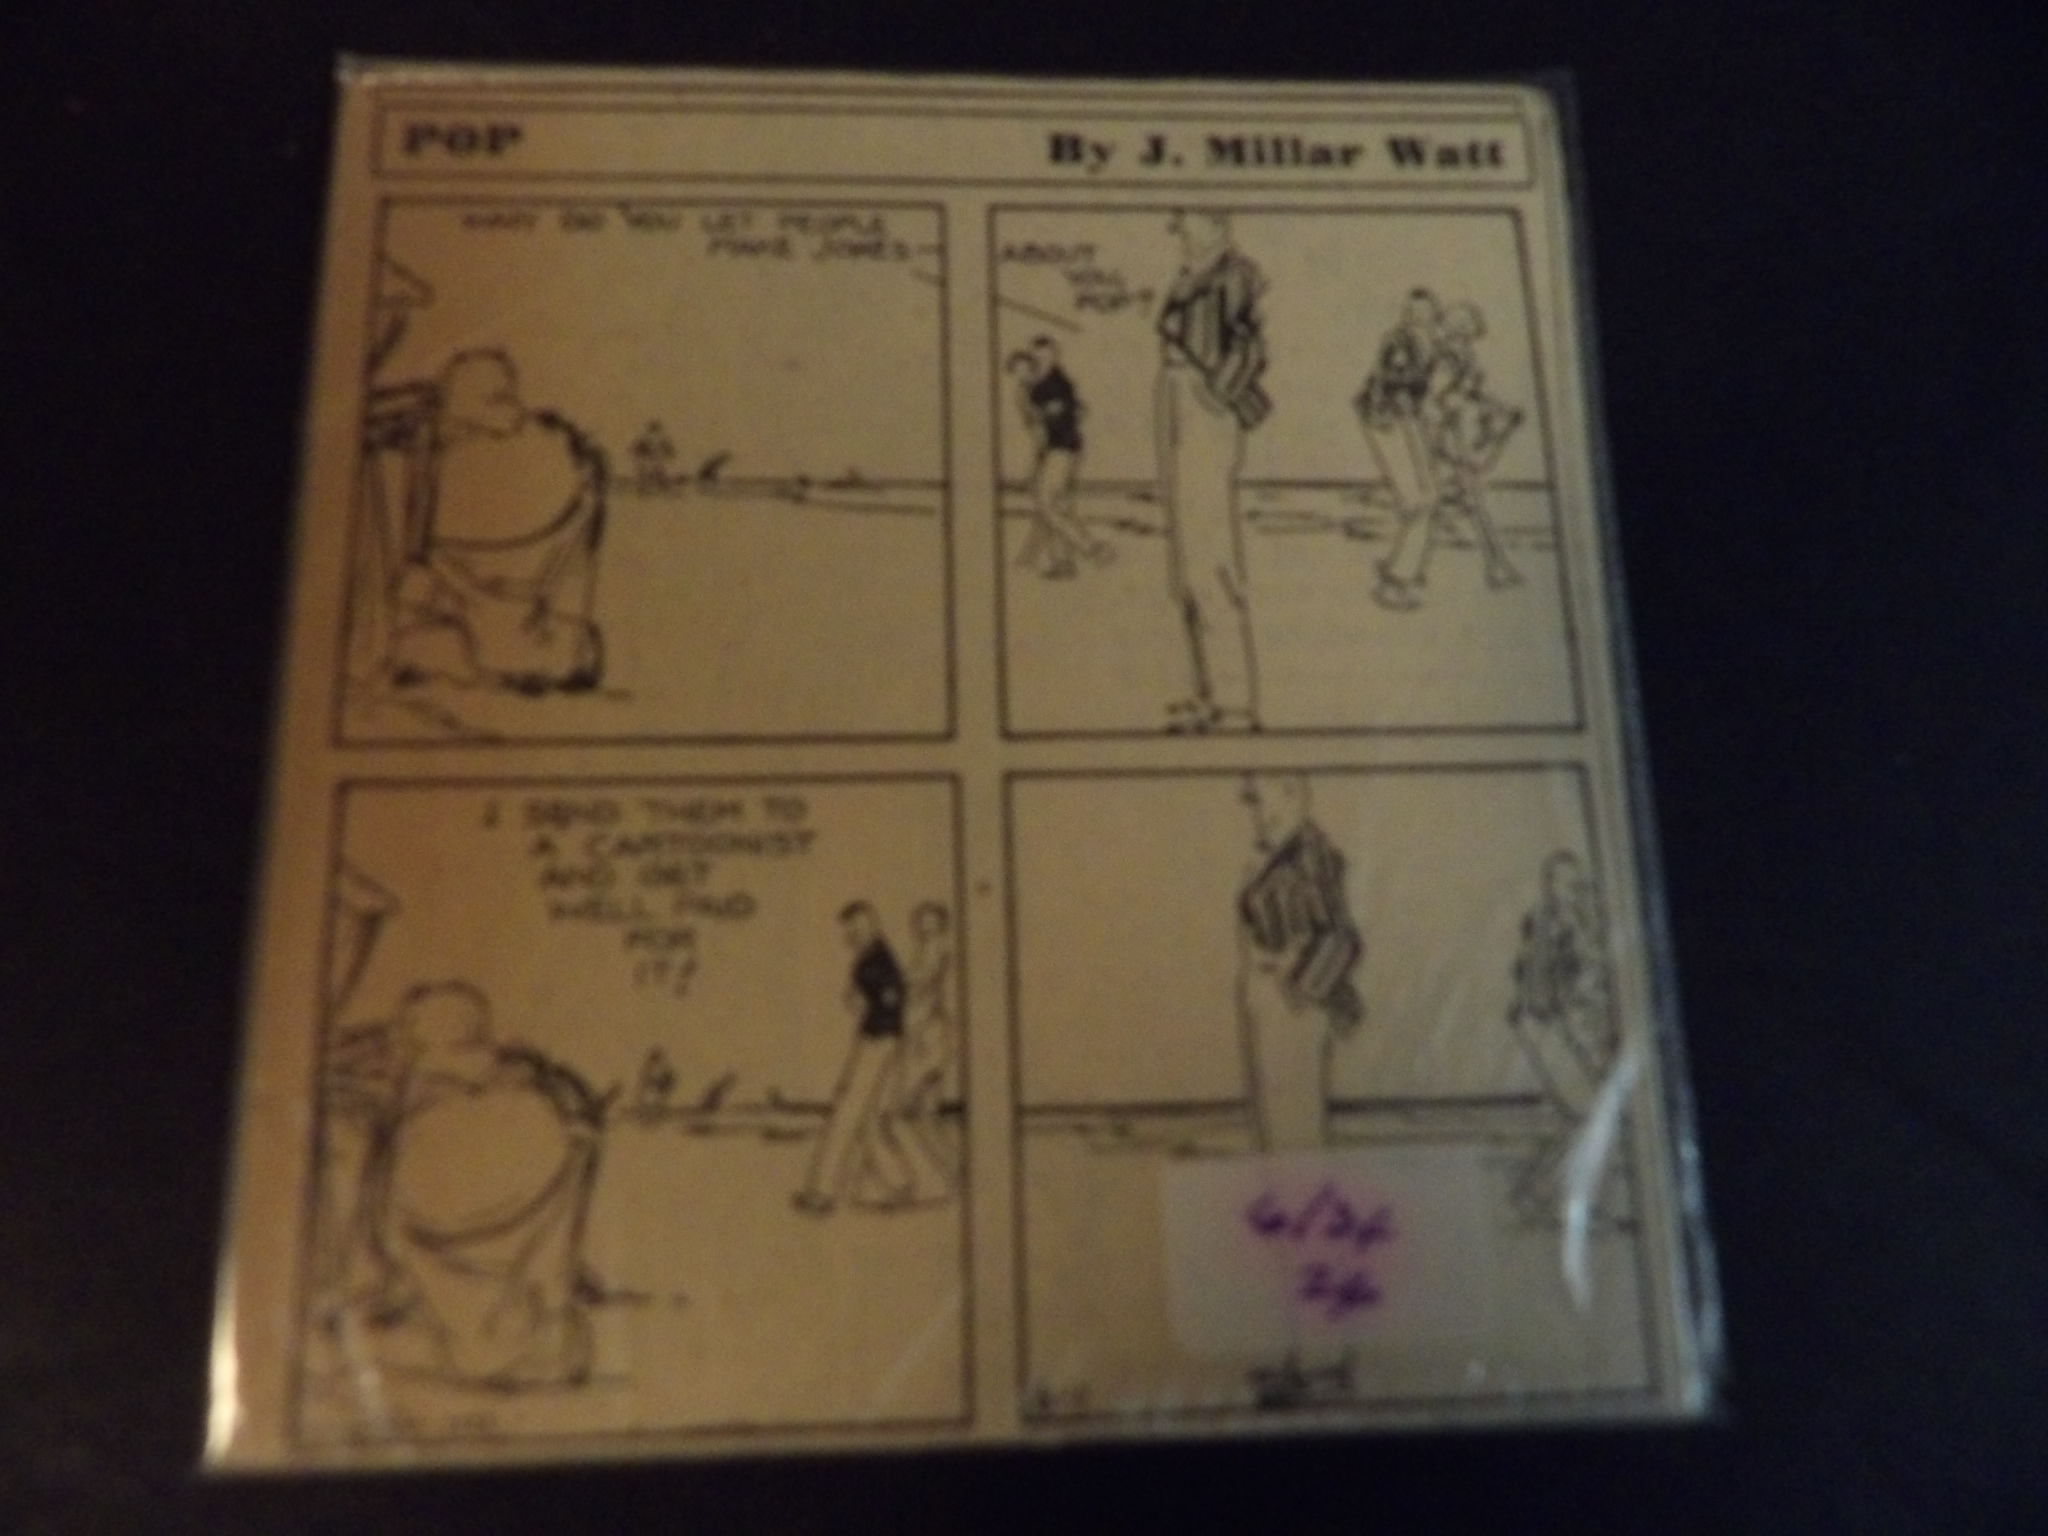 POP By J. Millar Watt
WHY DO YOU LET PEOPLE
MAKE JOKES—
ABOUT
YOU,
POP?
I SEND THEM TO
A CARTOONIST
AND GET
WELL PAID
FOR
IT!